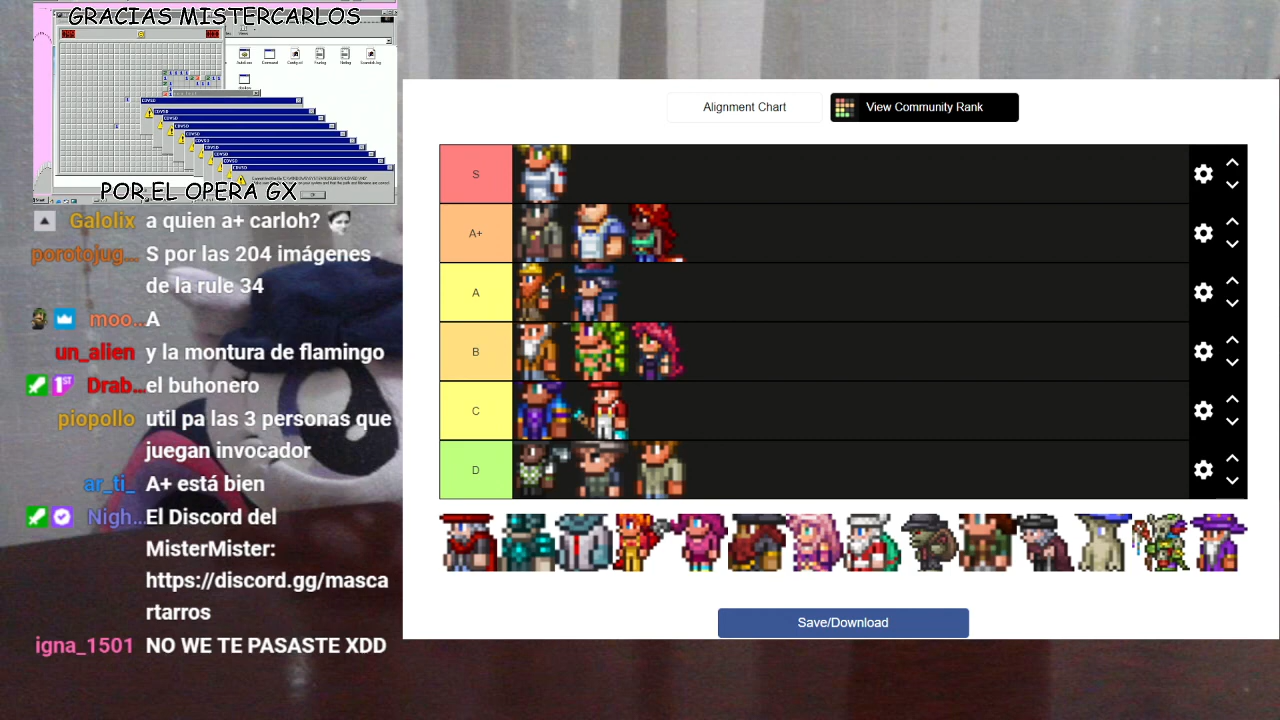 GRACIAS MISTERCARLOS
POR EL OPERA GX
Galolix a quien a+ carloh?
porotojug... S por las 204 imágenes
de la rule 34
moo... A
un_alien y la montura de flamingo
Drab... el buhonero
piopollo util pa las 3 personas que
juegan invocador
ar_ti_ A+ está bien
Nigh... El Discord del
MisterMister:
https://discord.gg/masca
rtarros
igna_1501 NO WE TE PASASTE XDD
Alignment Chart
View Community Rank
S
A+
A
B
C
D
Save/Download